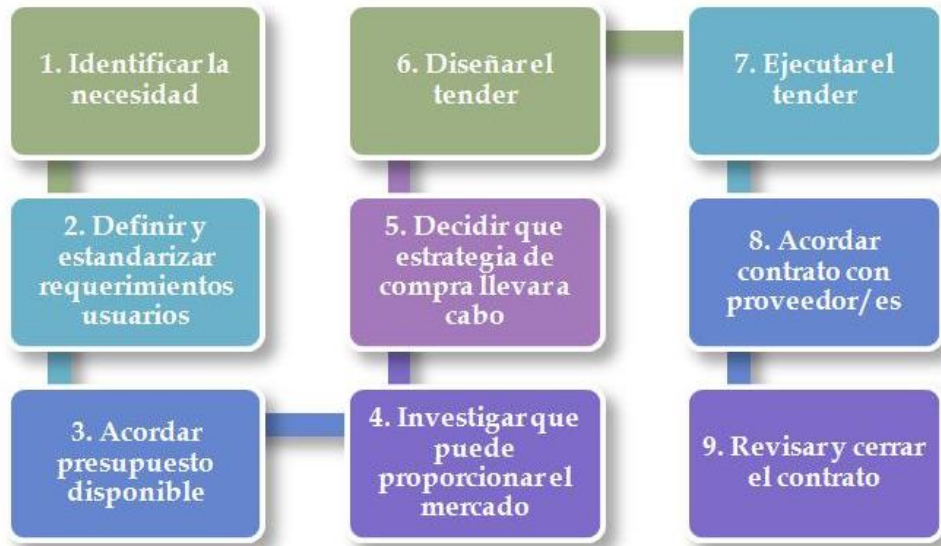 1. Identificar la
necesidad
2. Definir y
estandarizar
requerimientos
usuarios
3. Acordar
presupuesto
disponible
4. Investigar que
puede
proporcionar el
mercado
5. Decidir que
estrategia de
compra llevar a
cabo
6. Diseñar el
tender
7. Ejecutar el
tender
8. Acordar
contrato con
proveedor/es
9. Revisar y cerrar
el contrato